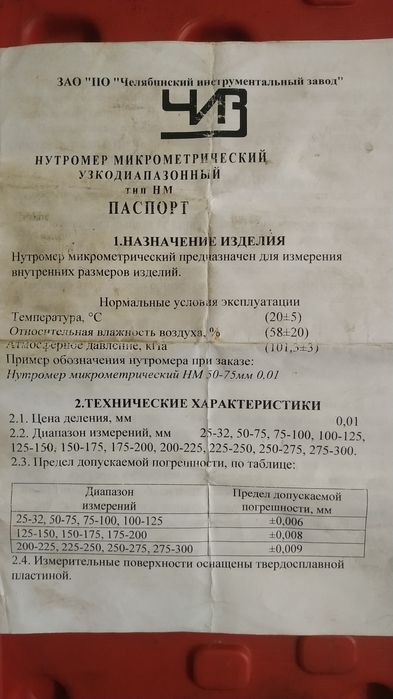 ЗАО "ПО "Челябинский инструментальный завод"
ЧИЗ
НУТРОМЕР МИКРОМЕТРИЧЕСКИЙ
УЗКОДИАПАЗОННЫЙ
ТИП НМ
ПАСПОРТ
1.НАЗНАЧЕНИЕ ИЗДЕЛИЯ
Нутромер микрометрический предназначен для измерения
внутренних размеров изделий.
Нормальные условия эксплуатации
Температура, °С (20±5)
Относительная влажность воздуха, % (58±20)
Атмосферное давление, кПа (101,3±3)
Пример обозначения нутромера при заказе:
Нутромер микрометрический НМ 50-75мм 0.01
2.ТЕХНИЧЕСКИЕ ХАРАКТЕРИСТИКИ
2.1. Цена деления, мм 0,01
2.2. Диапазон измерений, мм 25-32, 50-75, 75-100, 100-125,
125-150, 150-175, 175-200, 200-225, 225-250, 250-275, 275-300.
2.3. Предел допускаемой погрешности, по таблице:
Диапазон Предел допускаемой
измерений погрешности, мм
25-32, 50-75, 75-100, 100-125 ±0,006
125-150, 150-175, 175-200 ±0,008
200-225, 225-250, 250-275, 275-300 ±0,009
2.4. Измерительные поверхности оснащены твердосплавной
пластиной.